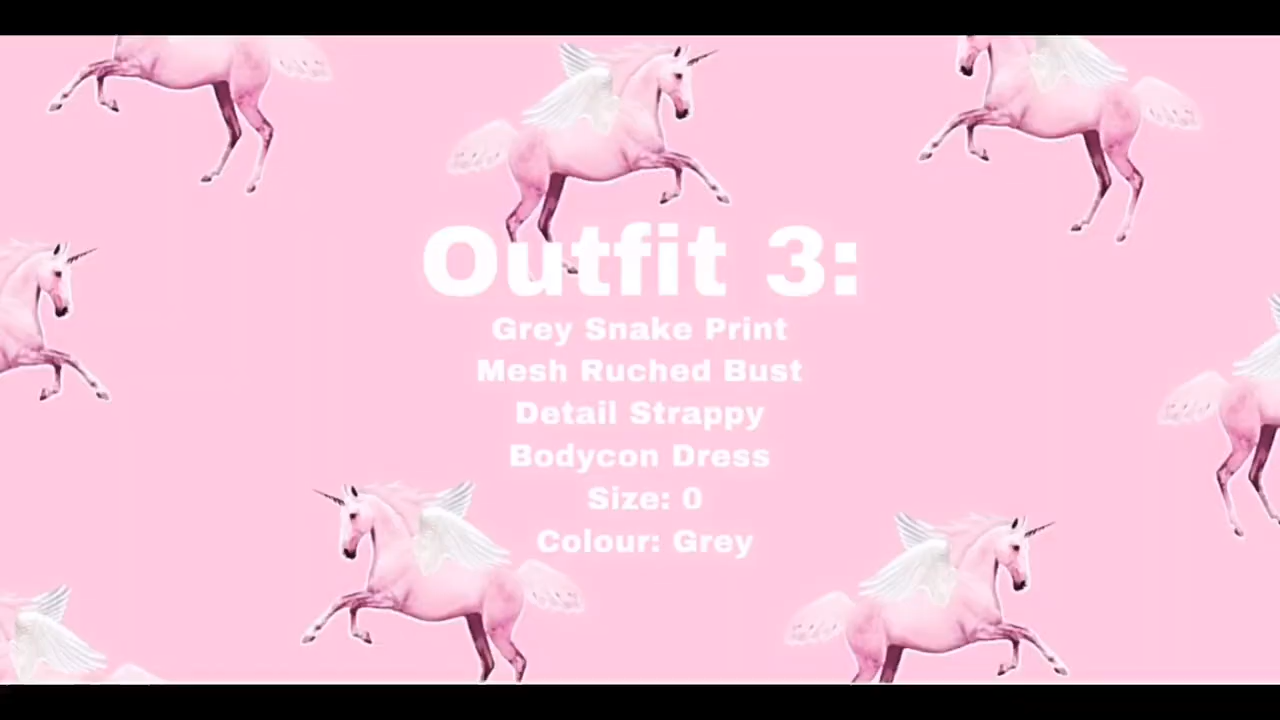 Outfit 3:
Grey Snake Print
Mesh Ruched Bust
Detail Strappy
Bodycon Dress
Size: 0
Colour: Grey